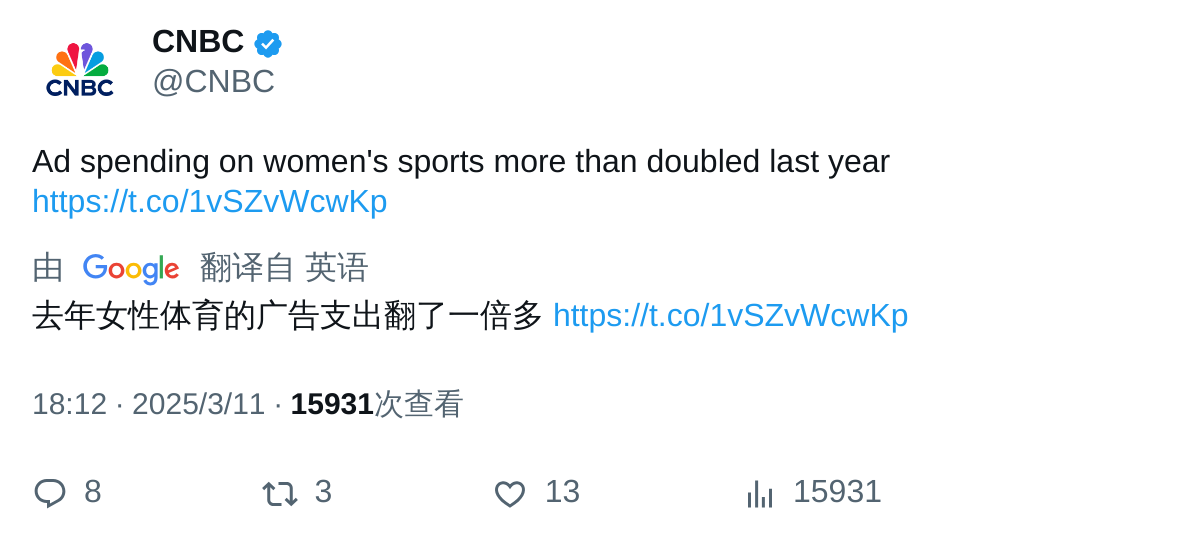 CNBC
CNBC
@CNBC
Ad spending on women's sports more than doubled last year
https://t.co/1vSZvWcwKp
由 Google 翻译自 英语
去年女性体育的广告支出翻了一倍多 https://t.co/1vSZvWcwKp
18:12 · 2025/3/11 · 15931次查看
8 3 13 15931